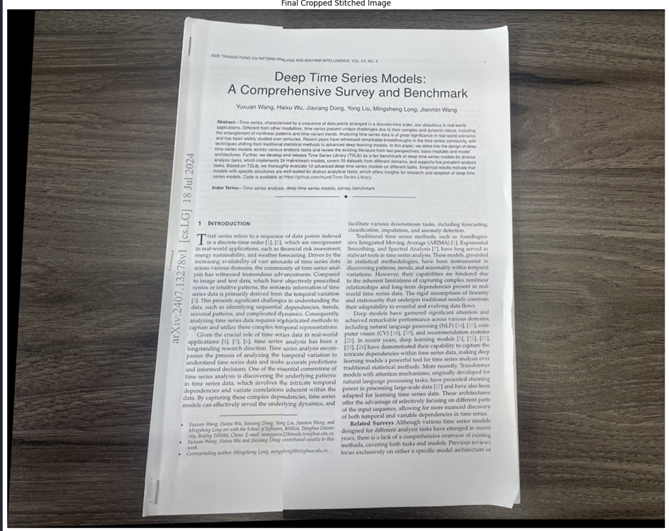 Final Cropped Stitched Image
IEEE TRANSACTIONS ON PATTERN ANALYSIS AND MACHINE INTELLIGENCE, VOL. XX, NO. X
1
Deep Time Series Models:
A Comprehensive Survey and Benchmark
Yuxuan Wang, Haixu Wu, Jiaxiang Dong, Yong Liu, Mingsheng Long, Jianmin Wang
Abstract—Time series, characterized by a sequence of data points arranged in a discrete-time order, are ubiquitous in real-world
applications. Different from other modalities, time series present unique challenges due to their complex and dynamic nature, including
the entanglement of nonlinear patterns and time-variant trends. Analyzing time series data is of great significance in real-world scenarios
and has been widely studied over centuries. Recent years have witnessed remarkable breakthroughs in the time series community, with
techniques shifting from traditional statistical methods to advanced deep learning models. In this paper, we delve into the design of deep
time series models across various analysis tasks and review the existing literature from two perspectives: basic modules and model
architectures. Further, we develop and release Time Series Library (TSLib) as a fair benchmark of deep time series models for diverse
analysis tasks, which implements 24 mainstream models, covers 30 datasets from different domains, and supports five prevalent analysis
tasks. Based on TSLib, we thoroughly evaluate 12 advanced deep time series models on different tasks. Empirical results indicate that
models with specific structures are well-suited for distinct analytical tasks, which offers insights for research and adoption of deep time
series models. Code is available at https://github.com/thuml/Time-Series-Library.
Index Terms—Time series analysis, deep time series models, survey, benchmark
arXiv:2407.13278v1 [cs.LG] 18 Jul 2024
1 INTRODUCTION
TIME series refers to a sequence of data points indexed
in a discrete-time order [1], [2], which are omnipresent
in real-world applications, such as financial risk assessment,
energy sustainability, and weather forecasting. Driven by the
increasing availability of vast amounts of time series data
across various domains, the community of time series anal-
ysis has witnessed tremendous advancements. Compared
to image and text data, which have objectively prescribed
syntax or intuitive patterns, the semantic information of time
series data is primarily derived from the temporal variation
[3]. This presents significant challenges in understanding the
data, such as identifying sequential dependencies, trends,
seasonal patterns, and complicated dynamics. Consequently,
analyzing time series data requires sophisticated methods to
capture and utilize these complex temporal representations.
Given the crucial role of time series data in real-world
applications [4], [5], [6], time series analysis has been a
longstanding research direction. Time series analysis encom-
passes the process of analyzing the temporal variation to
understand time series data and make accurate predictions
and informed decisions. One of the essential cornerstones of
time series analysis is discovering the underlying patterns
in time series data, which involves the intricate temporal
dependencies and variate correlations inherent within the
data. By capturing these complex dependencies, time series
models can effectively reveal the underlying dynamics, and
• Yuxuan Wang, Haixu Wu, Jiaxiang Dong, Yong Liu, Jianmin Wang, and
Mingsheng Long are with the School of Software, BNRist, Tsinghua Univer-
sity, Beijing 100084, China. E-mail:
• Yuxuan Wang, Haixu Wu and Jiaxiang Dong contributed equally to this
work.
• Corresponding author: Mingsheng Long, mingsheng@tsinghua.edu.cn
facilitate various downstream tasks, including forecasting,
classification, imputation, and anomaly detection.
Traditional time series methods, such as AutoRegres-
sive Integrated Moving Average (ARIMA) [7], Exponential
Smoothing, and Spectral Analysis [7], have long served as
stalwart tools in time series analysis. These models, grounded
in statistical methodologies, have been instrumental in
discovering patterns, trends, and seasonality within temporal
variations. However, their capabilities are hindered due
to the inherent limitations of capturing complex nonlinear
relationships and long-term dependencies present in real-
world time series data. The rigid assumptions of linearity
and stationarity that underpin traditional models constrain
their adaptability to eventful and evolving data flows.
Deep models have garnered significant attention and
achieved remarkable performance across various domains,
including natural language processing (NLP) com-
puter vision (CV) and recommendation systems
In recent years, deep learning models
have demonstrated their capability to capture the
intricate dependencies within time series data, making deep
learning models a powerful tool for time series analysis over
traditional statistical methods. More recently, Transformer
models with attention mechanisms, originally developed for
natural language processing tasks, have presented stunning
power in processing large-scale data and have also been
adapted for learning time series data. These architectures
offer the advantage of selectively focusing on different parts
of the input sequence, allowing for more nuanced discovery
of both temporal and variable dependencies in time series.
Related Surveys Although various time series models
designed for different analysis tasks have emerged in recent
years, there is a lack of a comprehensive overview of existing
methods, covering both datasets and models. Previous reviews
focus exclusively on either a specific model architecture or